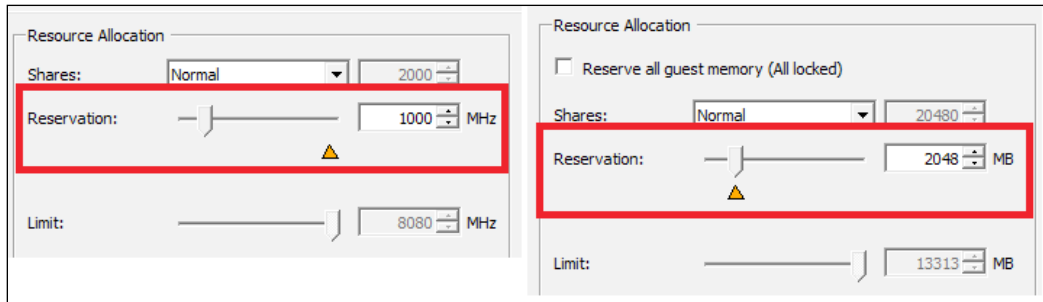 Resource Allocation
Shares: Normal 2000
Reservation: 1000 MHz
Limit: 8080 MHz
Resource Allocation
Reserve all guest memory (All locked)
Shares: Normal 20480
Reservation: 2048 MB
Limit: 13313 MB